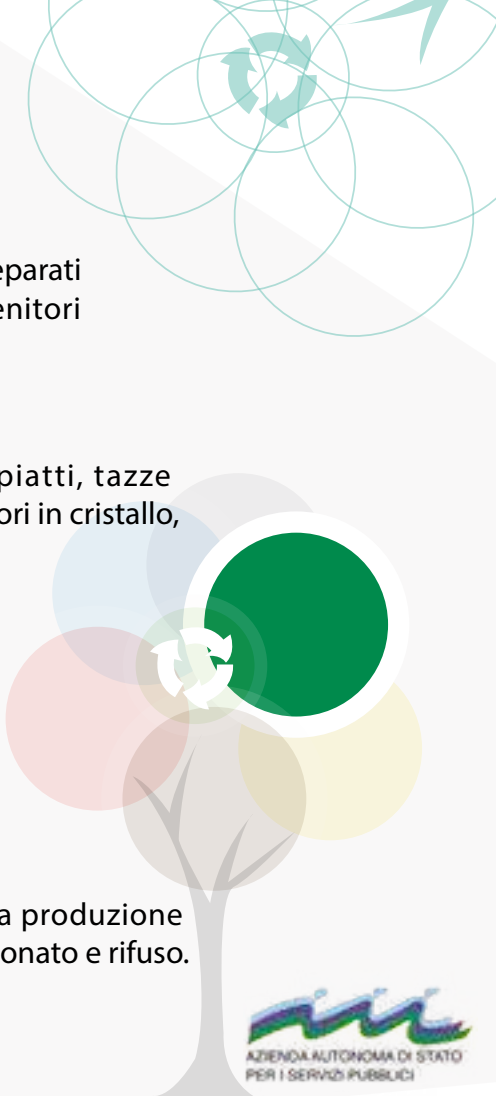 eparati
enitori
piatti, tazze
ori in cristallo,
a produzione
onato e rifuso.
AZIENDA AUTONOMA DI STATO
PER I SERVIZI PUBBLICI